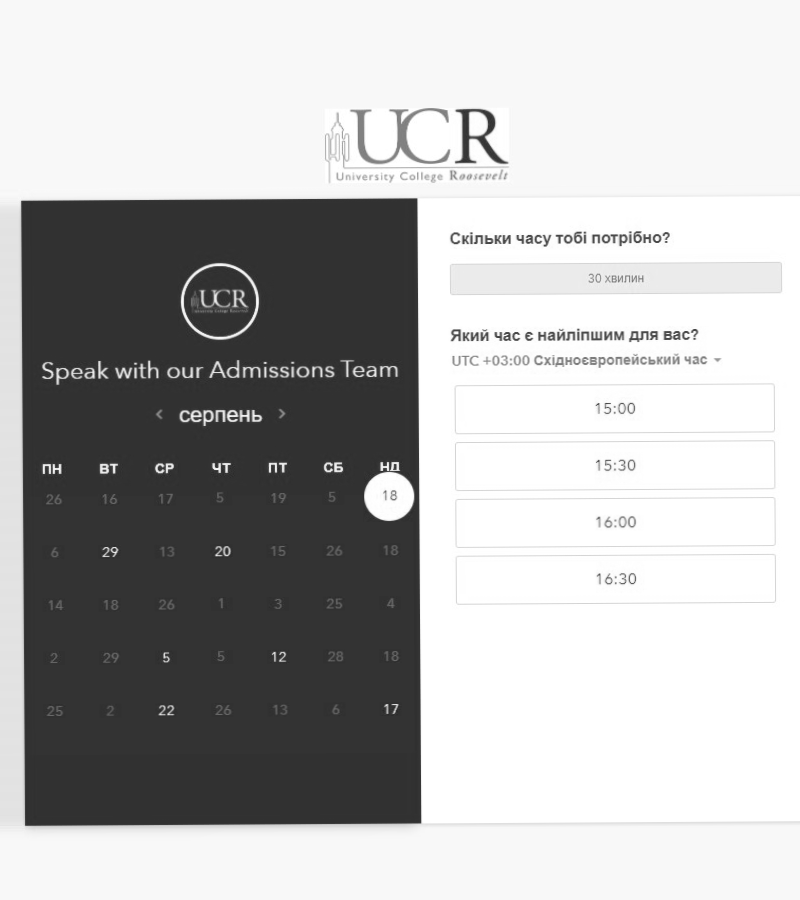 UCR
University College Roosevelt
UCR
Speak with our Admissions Team
‹ серпень ›
ПН ВТ СР ЧТ ПТ СБ НД
26 16 17 5 19 5 18
6 29 13 20 15 26 18
14 18 26 1 3 25 4
2 29 5 5 12 28 18
25 2 22 26 13 6 17
Скільки часу тобі потрібно?
30 хвилин
Який час є найліпшим для вас?
UTC +03:00 Східноєвропейський час
15:00
15:30
16:00
16:30